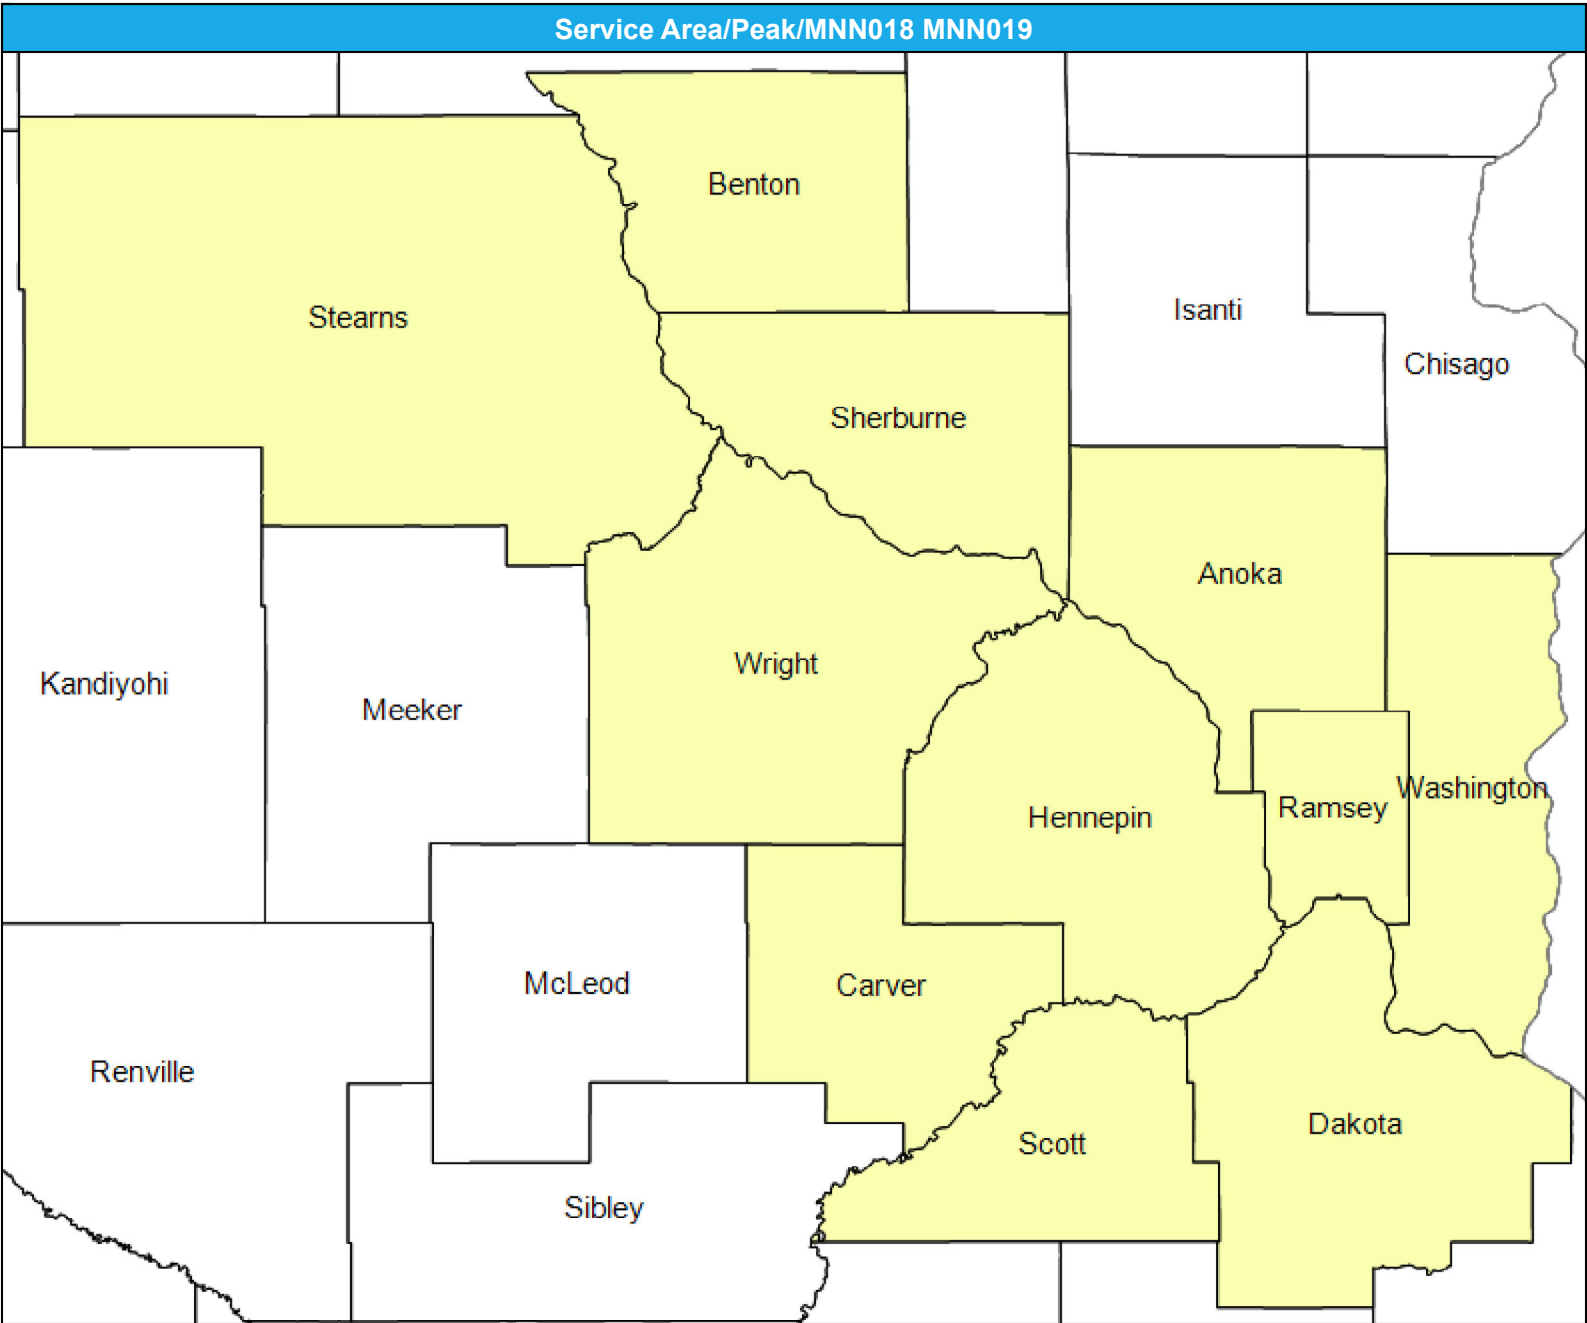 Service Area/Peak/MNN018 MNN019
Benton
Stearns
Isanti
Chisago
Sherburne
Anoka
Wright
Kandiyohi
Meeker
Washington
Ramsey
Hennepin
McLeod
Carver
Renville
Dakota
Scott
Sibley